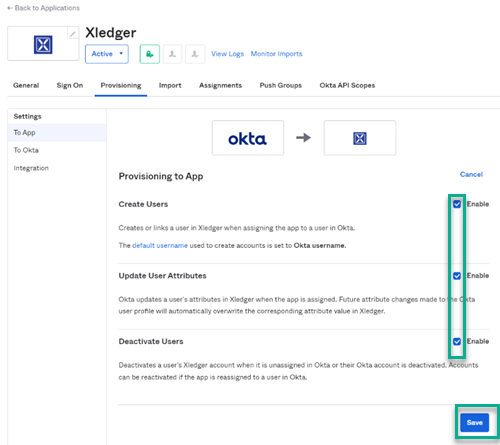 ← Back to Applications
Xledger
Active
View Logs
Monitor Imports
General
Sign On
Provisioning
Import
Assignments
Push Groups
Okta API Scopes
Settings
To App
To Okta
Integration
okta
Provisioning to App
Cancel
Create Users
Enable
Creates or links a user in Xledger when assigning the app to a user in Okta.
The default username used to create accounts is set to Okta username.
Update User Attributes
Enable
Okta updates a user's attributes in Xledger when the app is assigned. Future attribute changes made to the Okta
user profile will automatically overwrite the corresponding attribute value in Xledger.
Deactivate Users
Enable
Deactivates a user's Xledger account when it is unassigned in Okta or their Okta account is deactivated. Accounts
can be reactivated if the app is reassigned to a user in Okta.
Save